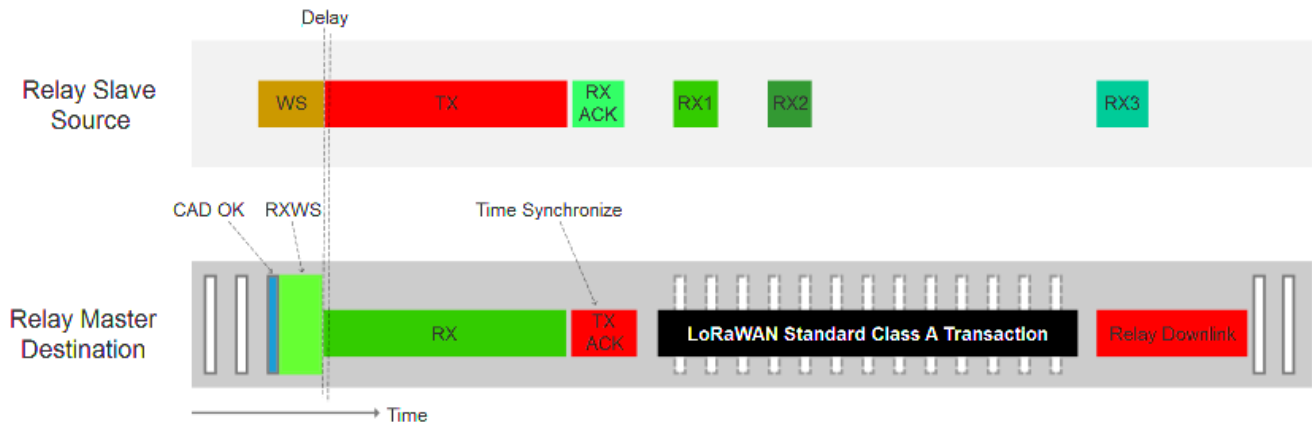 Delay
Relay Slave
Source
WS
TX
RX
ACK
RX1
RX2
RX3
CAD OK
RXWS
Time Synchronize
Relay Master
Destination
RX
TX
ACK
LoRaWAN Standard Class A Transaction
Relay Downlink
Time